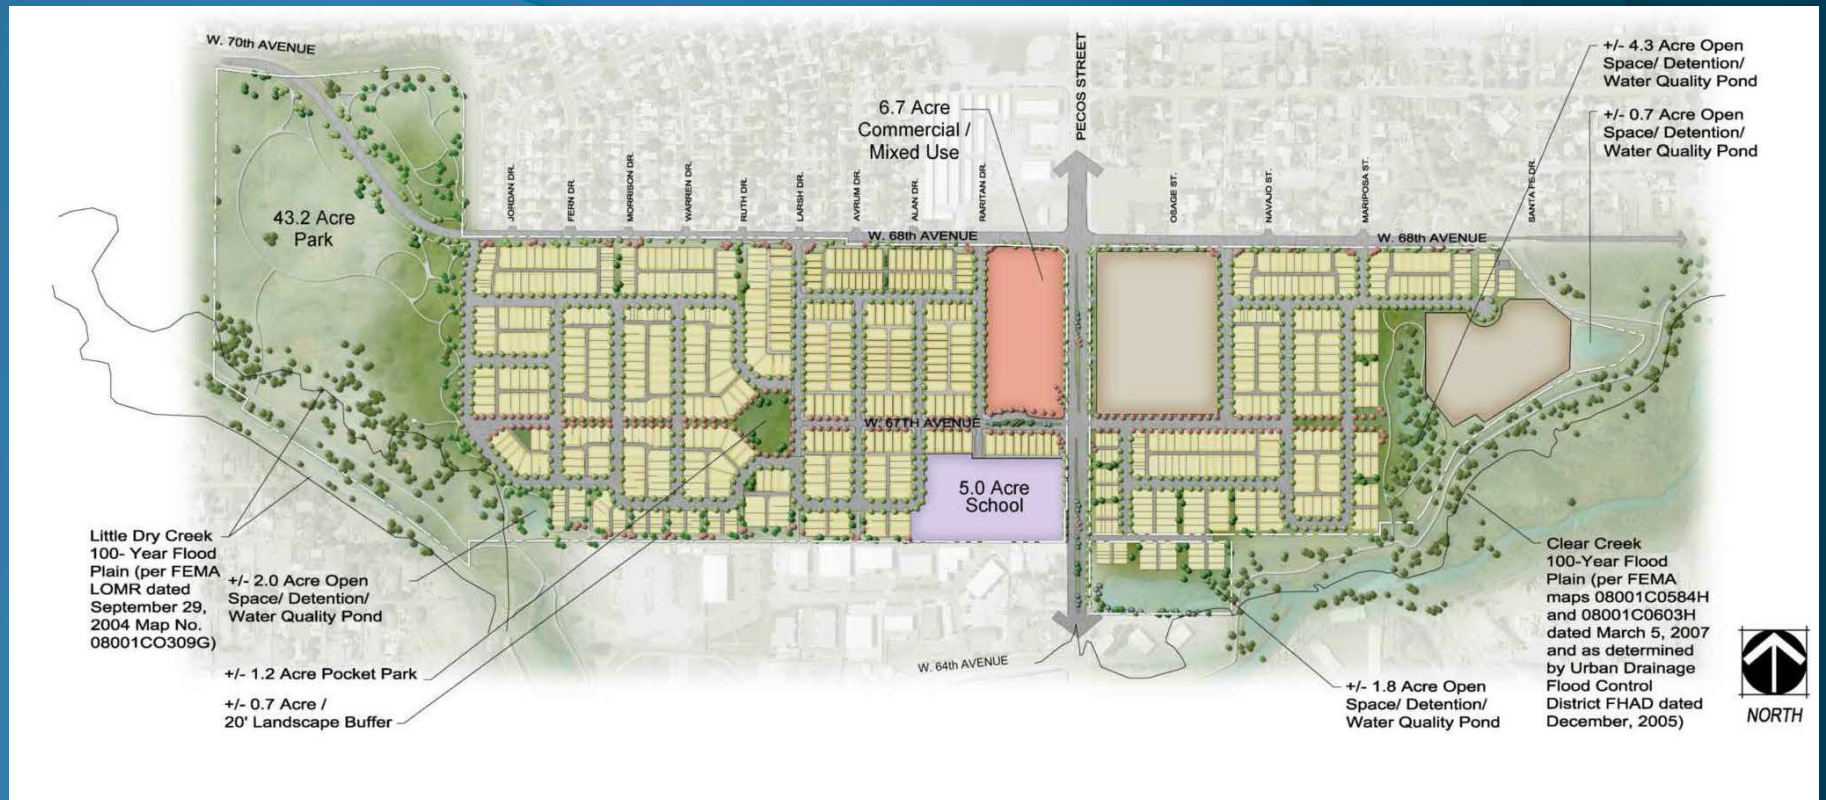 W. 70th AVENUE
PECOS STREET
+/- 4.3 Acre Open
Space/ Detention/
Water Quality Pond
+/- 0.7 Acre Open
Space/ Detention/
Water Quality Pond
6.7 Acre
Commercial /
Mixed Use
JORDAN DR.
FERN DR.
MORRISON DR.
WARREN DR.
RUTH DR.
LARSH DR.
AVRUM DR.
ALAN DR.
RARITAN DR.
OSAGE ST.
NAVAJO ST.
MARIPOSA ST.
SANTA FE DR.
43.2 Acre
Park
W. 68th AVENUE
W. 68th AVENUE
W. 67TH AVENUE
5.0 Acre
School
Little Dry Creek
100- Year Flood
Plain (per FEMA
LOMR dated
September 29,
2004 Map No.
08001CO309G)
+/- 2.0 Acre Open
Space/ Detention/
Water Quality Pond
+/- 1.2 Acre Pocket Park
+/- 0.7 Acre /
20' Landscape Buffer
W. 64th AVENUE
+/- 1.8 Acre Open
Space/ Detention/
Water Quality Pond
Clear Creek
100-Year Flood
Plain (per FEMA
maps 08001C0584H
and 08001C0603H
dated March 5, 2007
and as determined
by Urban Drainage
Flood Control
District FHAD dated
December, 2005)
NORTH